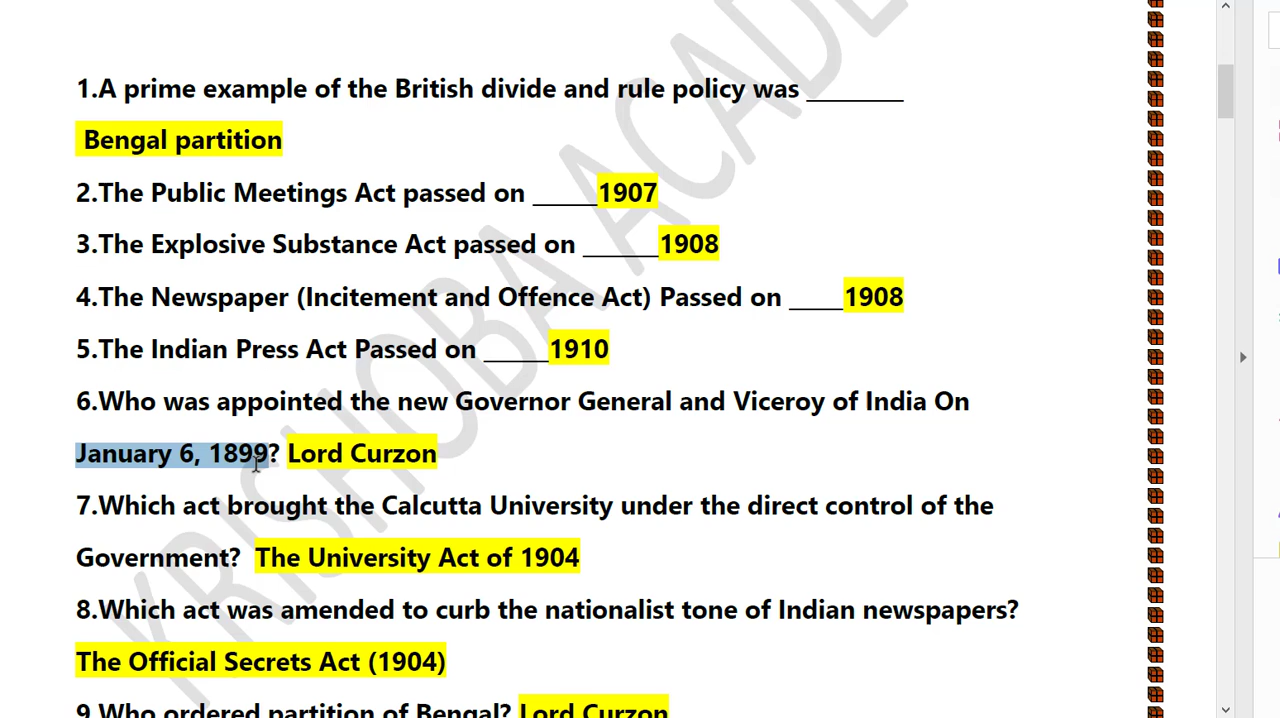 1.A prime example of the British divide and rule policy was ________
Bengal partition
2.The Public Meetings Act passed on _____1907
3.The Explosive Substance Act passed on ______1908
4.The Newspaper (Incitement and Offence Act) Passed on ____1908
5.The Indian Press Act Passed on _____1910
6.Who was appointed the new Governor General and Viceroy of India On
January 6, 1899? Lord Curzon
7.Which act brought the Calcutta University under the direct control of the
Government? The University Act of 1904
8.Which act was amended to curb the nationalist tone of Indian newspapers?
The Official Secrets Act (1904)
9.Who ordered partition of Bengal? Lord Curzon
KRISHOBA ACADE